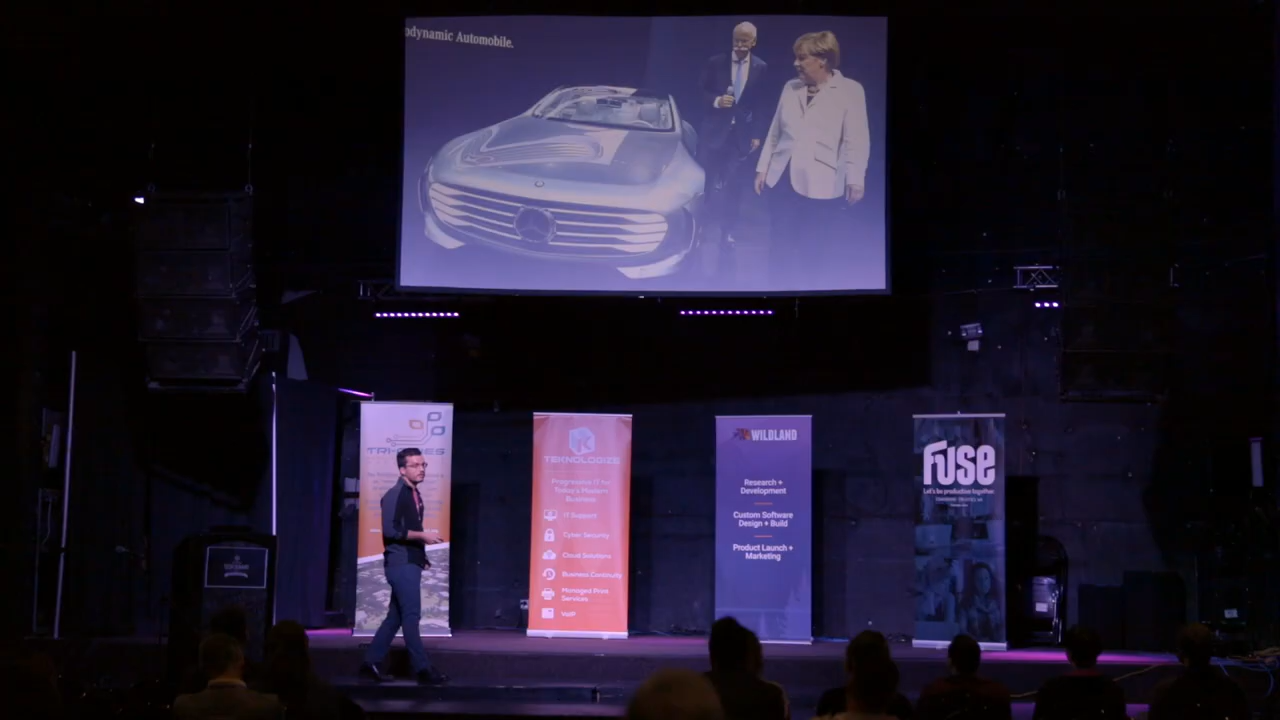 odynamic Automobile.
TEKNOLOGIZE
Progressive IT for
Today's Modern
Business
IT Support
Cyber Security
Cloud Solutions
Business Continuity
Managed Print
Services
VoIP
WILDLAND
Research +
Development
Custom Software
Design + Build
Product Launch +
Marketing
fuse
Let's be productive together